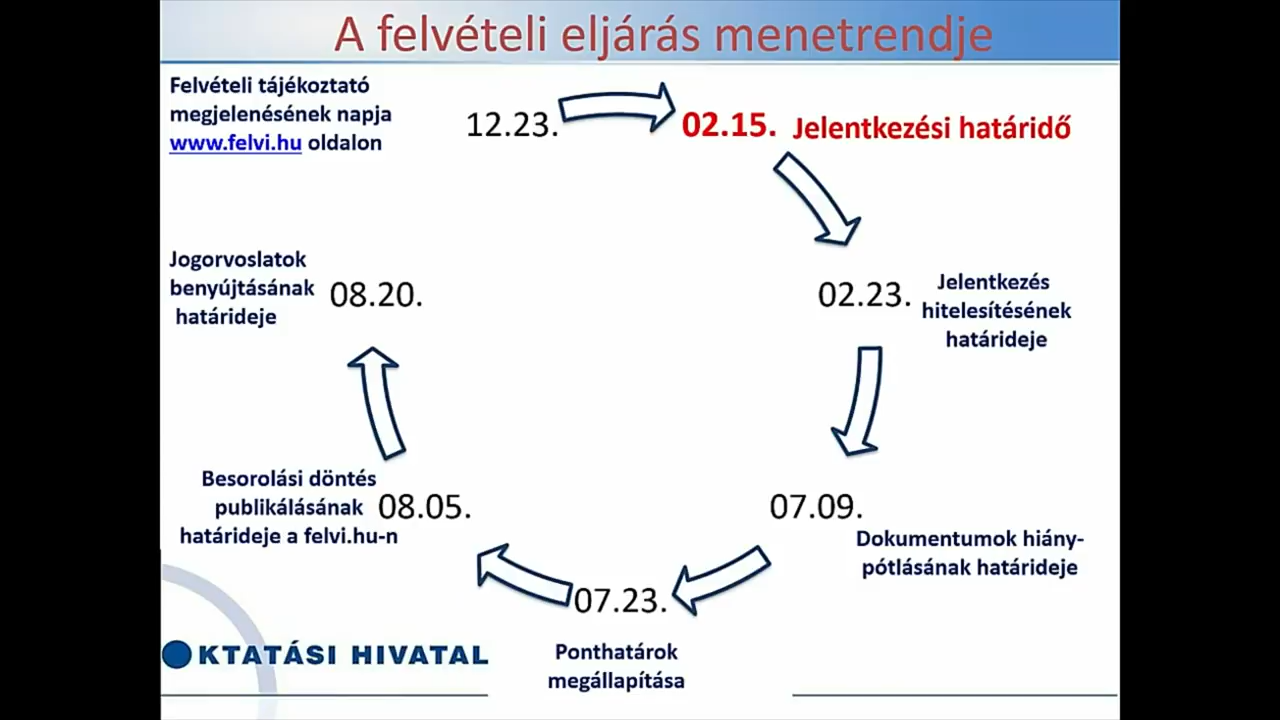 A felvételi eljárás menetrendje
Felvételi tájékoztató
megjelenésének napja
www.felvi.hu oldalon
12.23.
02.15. Jelentkezési határidő
02.23.
Jelentkezés
hitelesítésének
határideje
07.09.
Dokumentumok hiány-
pótlásának határideje
07.23.
Ponthatárok
megállapítása
08.05.
Besorolási döntés
publikálásának
határideje a felvi.hu-n
08.20.
Jogorvoslatok
benyújtásának
határideje
OKTATÁSI HIVATAL